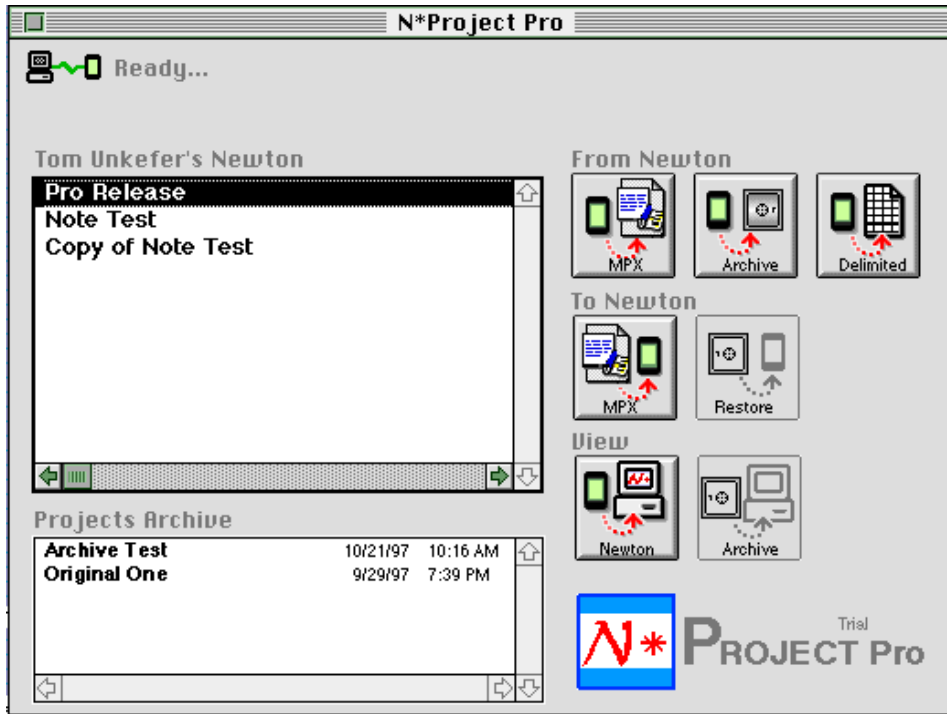 N*Project Pro
Ready...
Tom Unkefer's Newton
Pro Release
Note Test
Copy of Note Test
From Newton
MPX
Archive
Delimited
To Newton
MPX
Restore
View
Newton
Archive
Projects Archive
Archive Test 10/21/97 10:16 AM
Original One 9/29/97 7:39 PM
N*
Trial
PROJECT Pro